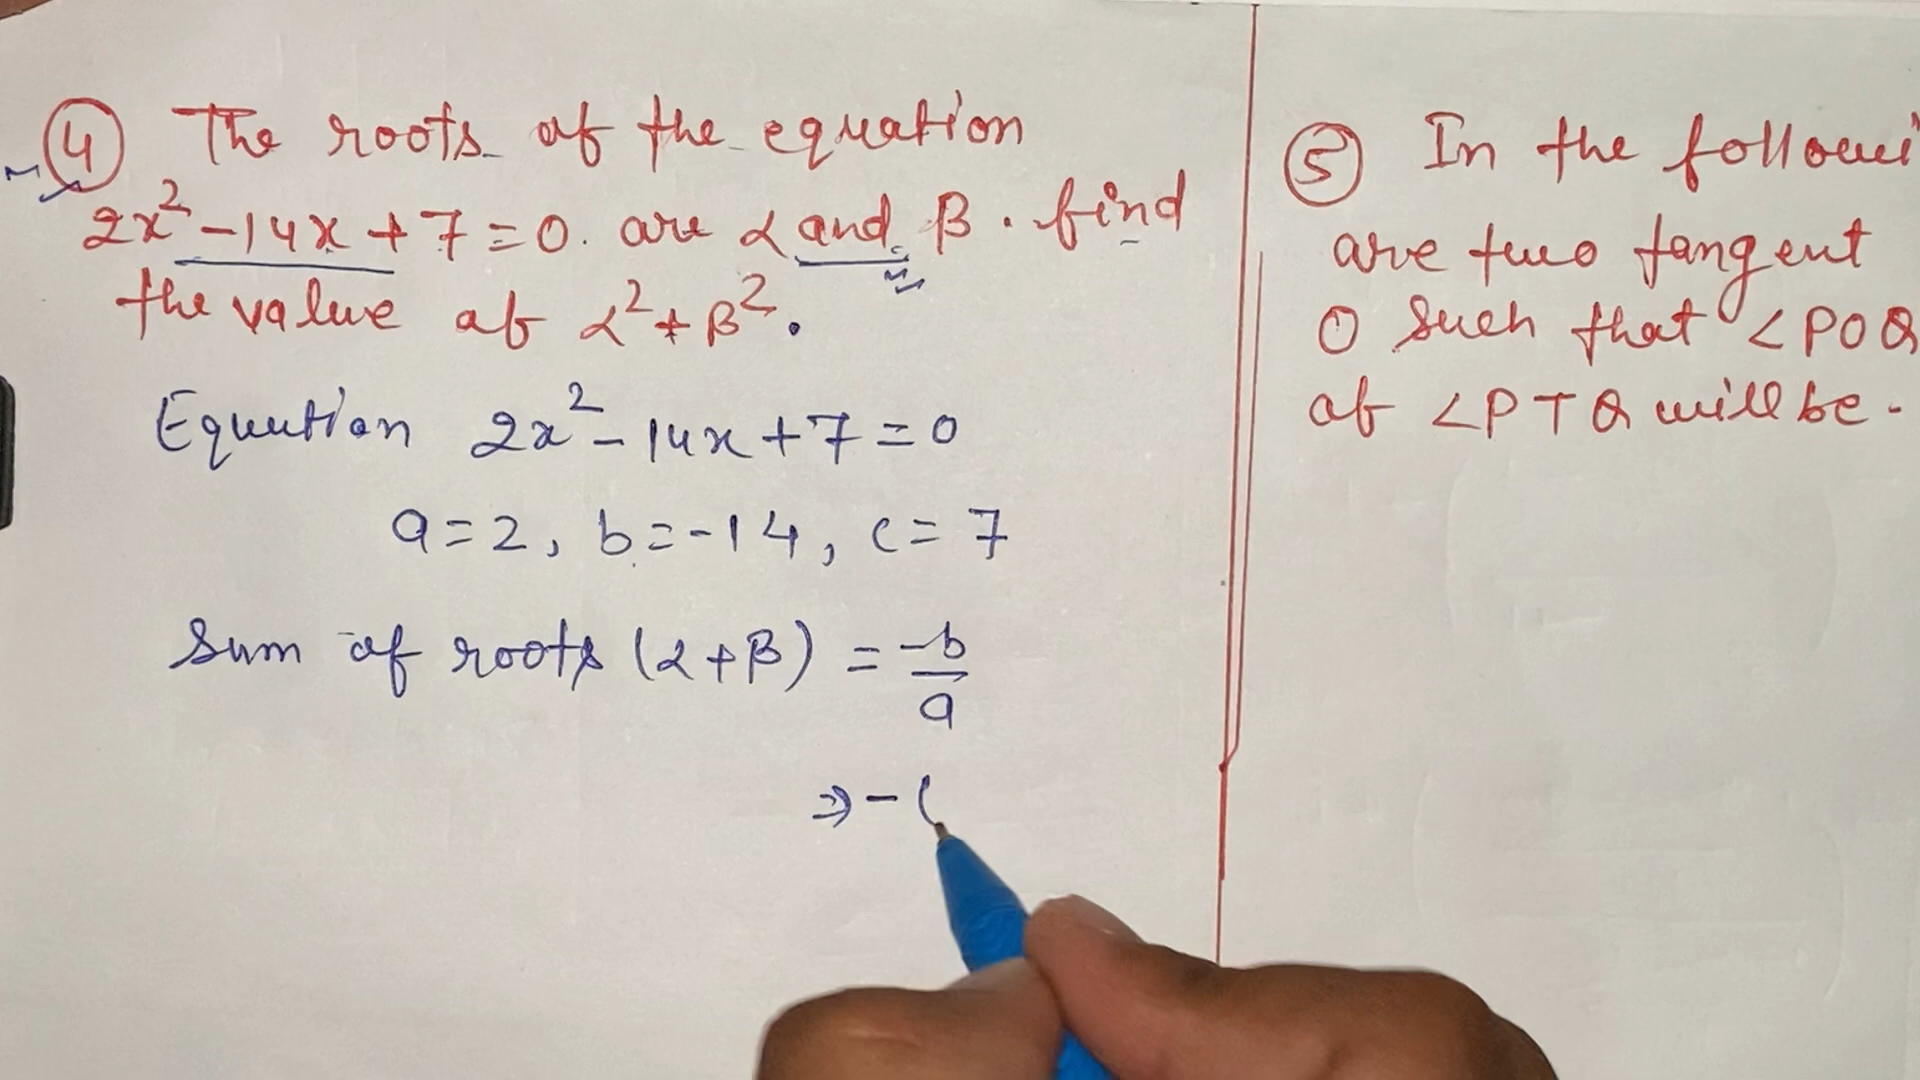 4 The roots of the equation
2x² - 14x + 7 = 0. are α and β. find
the value of α² + β².
Equation 2x² - 14x + 7 = 0
a = 2, b = -14, c = 7
Sum of roots (α + β) = -b/a
⇒ - (
5 In the followi
are two tangent
O such that ∠POQ
of ∠PTQ will be.